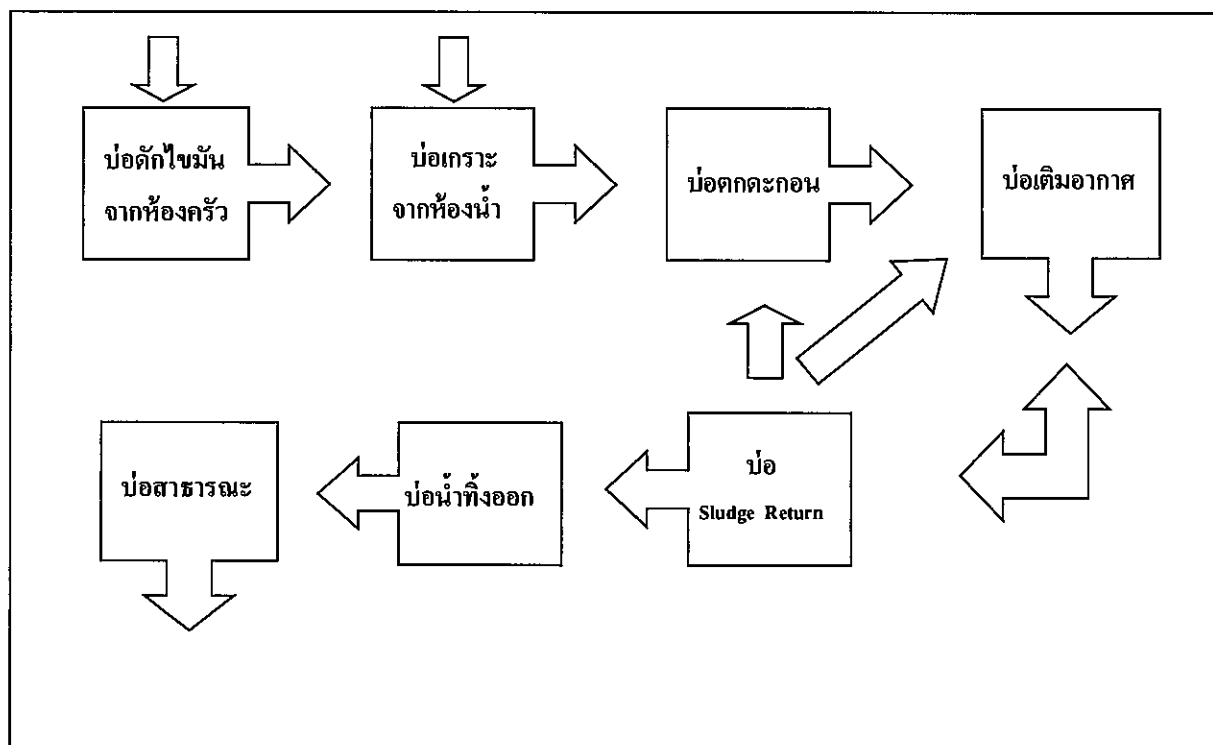 บ่อดักไขมัน
จากห้องครัว
บ่อเกราะ
จากห้องน้ำ
บ่อตกตะกอน
บ่อเติมอากาศ
บ่อสาธารณะ
บ่อน้ำทิ้งออก
บ่อ
Sludge Return